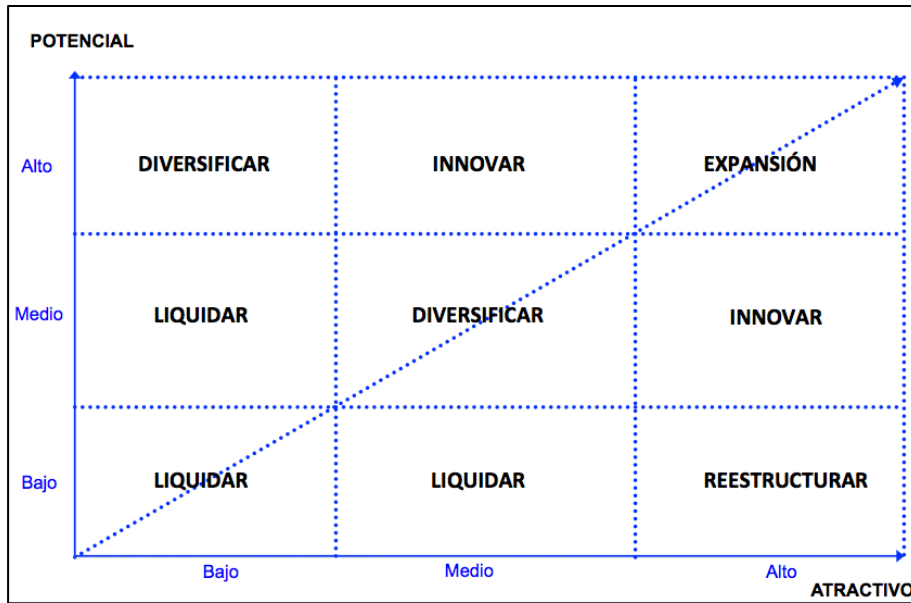 POTENCIAL
Alto DIVERSIFICAR INNOVAR EXPANSIÓN
Medio LIQUIDAR DIVERSIFICAR INNOVAR
Bajo LIQUIDAR LIQUIDAR REESTRUCTURAR
Bajo Medio Alto
ATRACTIVO